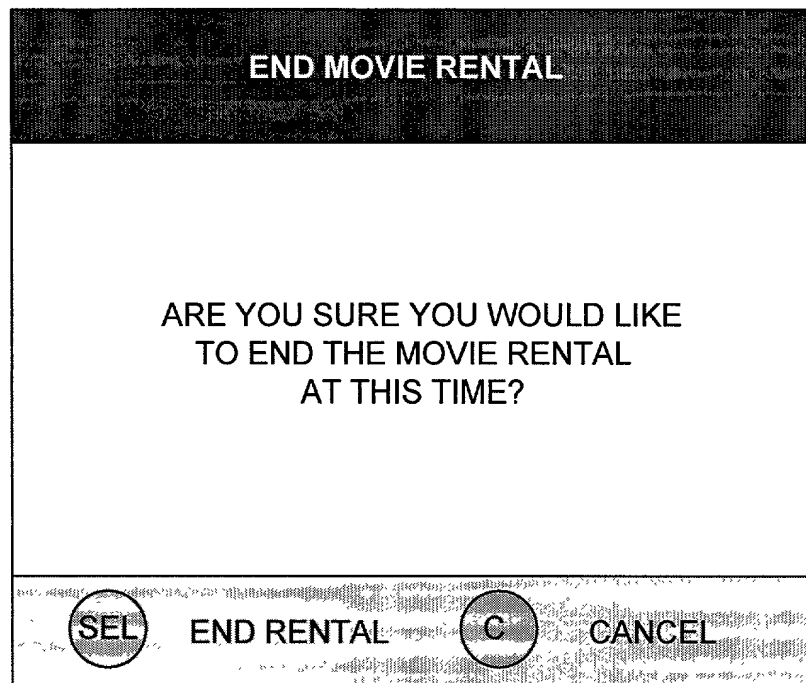 END MOVIE RENTAL
ARE YOU SURE YOU WOULD LIKE
TO END THE MOVIE RENTAL
AT THIS TIME?
SEL END RENTAL C CANCEL